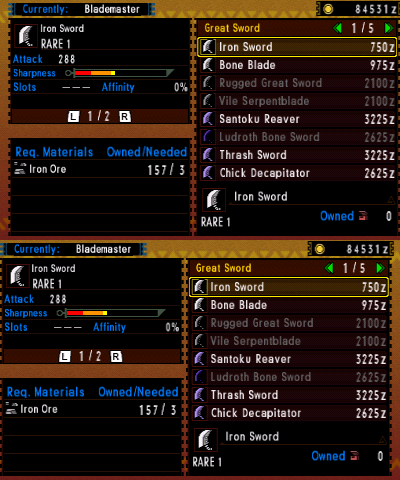 Currently: Blademaster
84531z
Iron Sword
RARE 1
Attack 288
Sharpness
Slots --- Affinity 0%
L 1/2 R
Req. Materials Owned/Needed
Iron Ore 157/ 3
Great Sword 1/5
Iron Sword 750z
Bone Blade 975z
Rugged Great Sword 2100z
Vile Serpentblade 2100z
Santoku Reaver 3225z
Ludroth Bone Sword 2625z
Thrash Sword 3225z
Chick Decapitator 2625z
Iron Sword
RARE 1
Owned 0
Currently: Blademaster
84531z
Iron Sword
RARE 1
Attack 288
Sharpness
Slots --- Affinity 0%
L 1/2 R
Req. Materials Owned/Needed
Iron Ore 157/ 3
Great Sword 1/5
Iron Sword 750z
Bone Blade 975z
Rugged Great Sword 2100z
Vile Serpentblade 2100z
Santoku Reaver 3225z
Ludroth Bone Sword 2625z
Thrash Sword 3225z
Chick Decapitator 2625z
Iron Sword
RARE 1
Owned 0